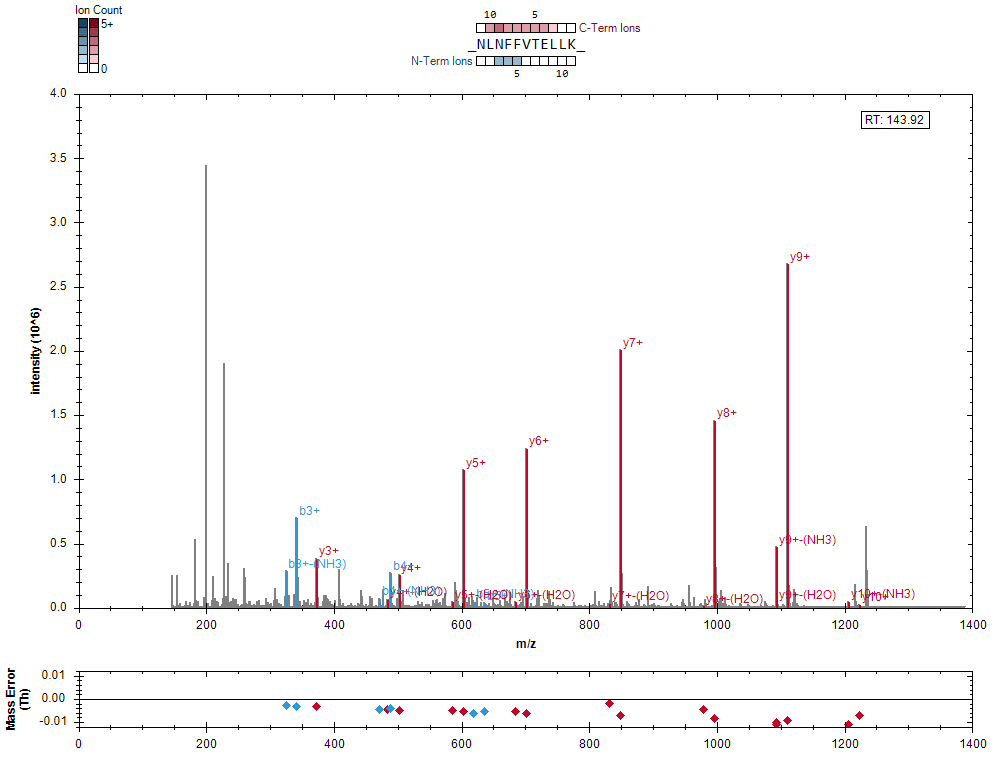 Ion Count
5+
0
10 5
C-Term Ions
_NLNFFVTELLK_
N-Term Ions
5 10
RT: 143.92
4.0
3.5
3.0
2.5
2.0
1.5
1.0
0.5
0.0
intensity (10^6)
y9+
y7+
y8+
y6+
y5+
b3+
y9+-(NH3)
y3+
b3+-(NH3)
y4+
y7+-(H2O)
y9+-(H2O)
y10+-(NH3)
y10+
0 200 400 600 800 1000 1200 1400
m/z
Mass Error
(Th)
0.01
0.00
-0.01
0 200 400 600 800 1000 1200 1400